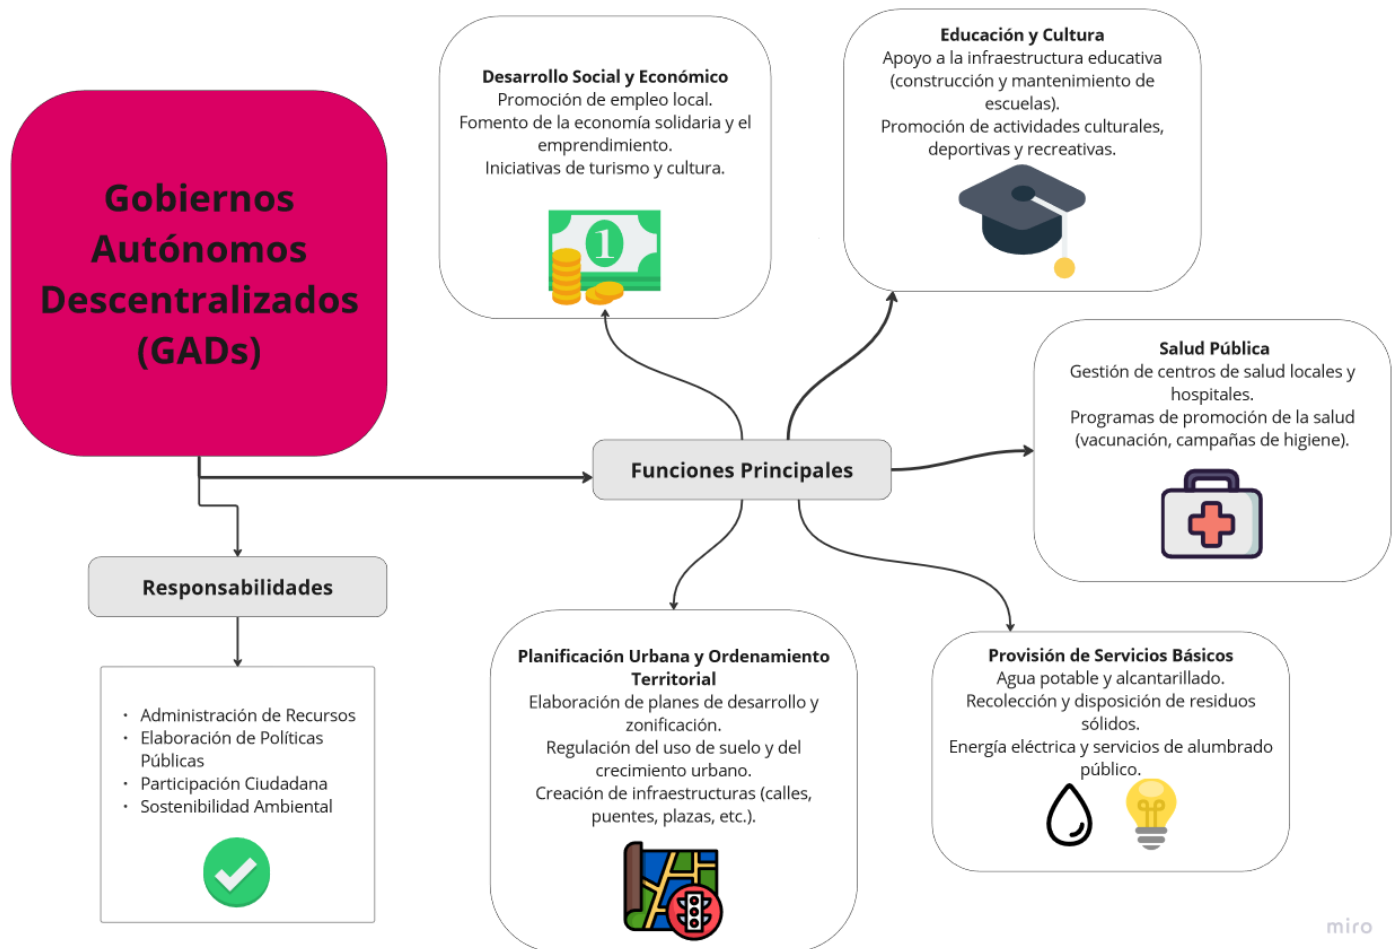 Gobiernos
Autónomos
Descentralizados
(GADs)
Responsabilidades
• Administración de Recursos
• Elaboración de Políticas
Públicas
• Participación Ciudadana
• Sostenibilidad Ambiental
Funciones Principales
Desarrollo Social y Económico
Promoción de empleo local.
Fomento de la economía solidaria y el
emprendimiento.
Iniciativas de turismo y cultura.
1
Educación y Cultura
Apoyo a la infraestructura educativa
(construcción y mantenimiento de
escuelas).
Promoción de actividades culturales,
deportivas y recreativas.
Salud Pública
Gestión de centros de salud locales y
hospitales.
Programas de promoción de la salud
(vacunación, campañas de higiene).
Planificación Urbana y Ordenamiento
Territorial
Elaboración de planes de desarrollo y
zonificación.
Regulación del uso de suelo y del
crecimiento urbano.
Creación de infraestructuras (calles,
puentes, plazas, etc.).
Provisión de Servicios Básicos
Agua potable y alcantarillado.
Recolección y disposición de residuos
sólidos.
Energía eléctrica y servicios de alumbrado
público.
miro